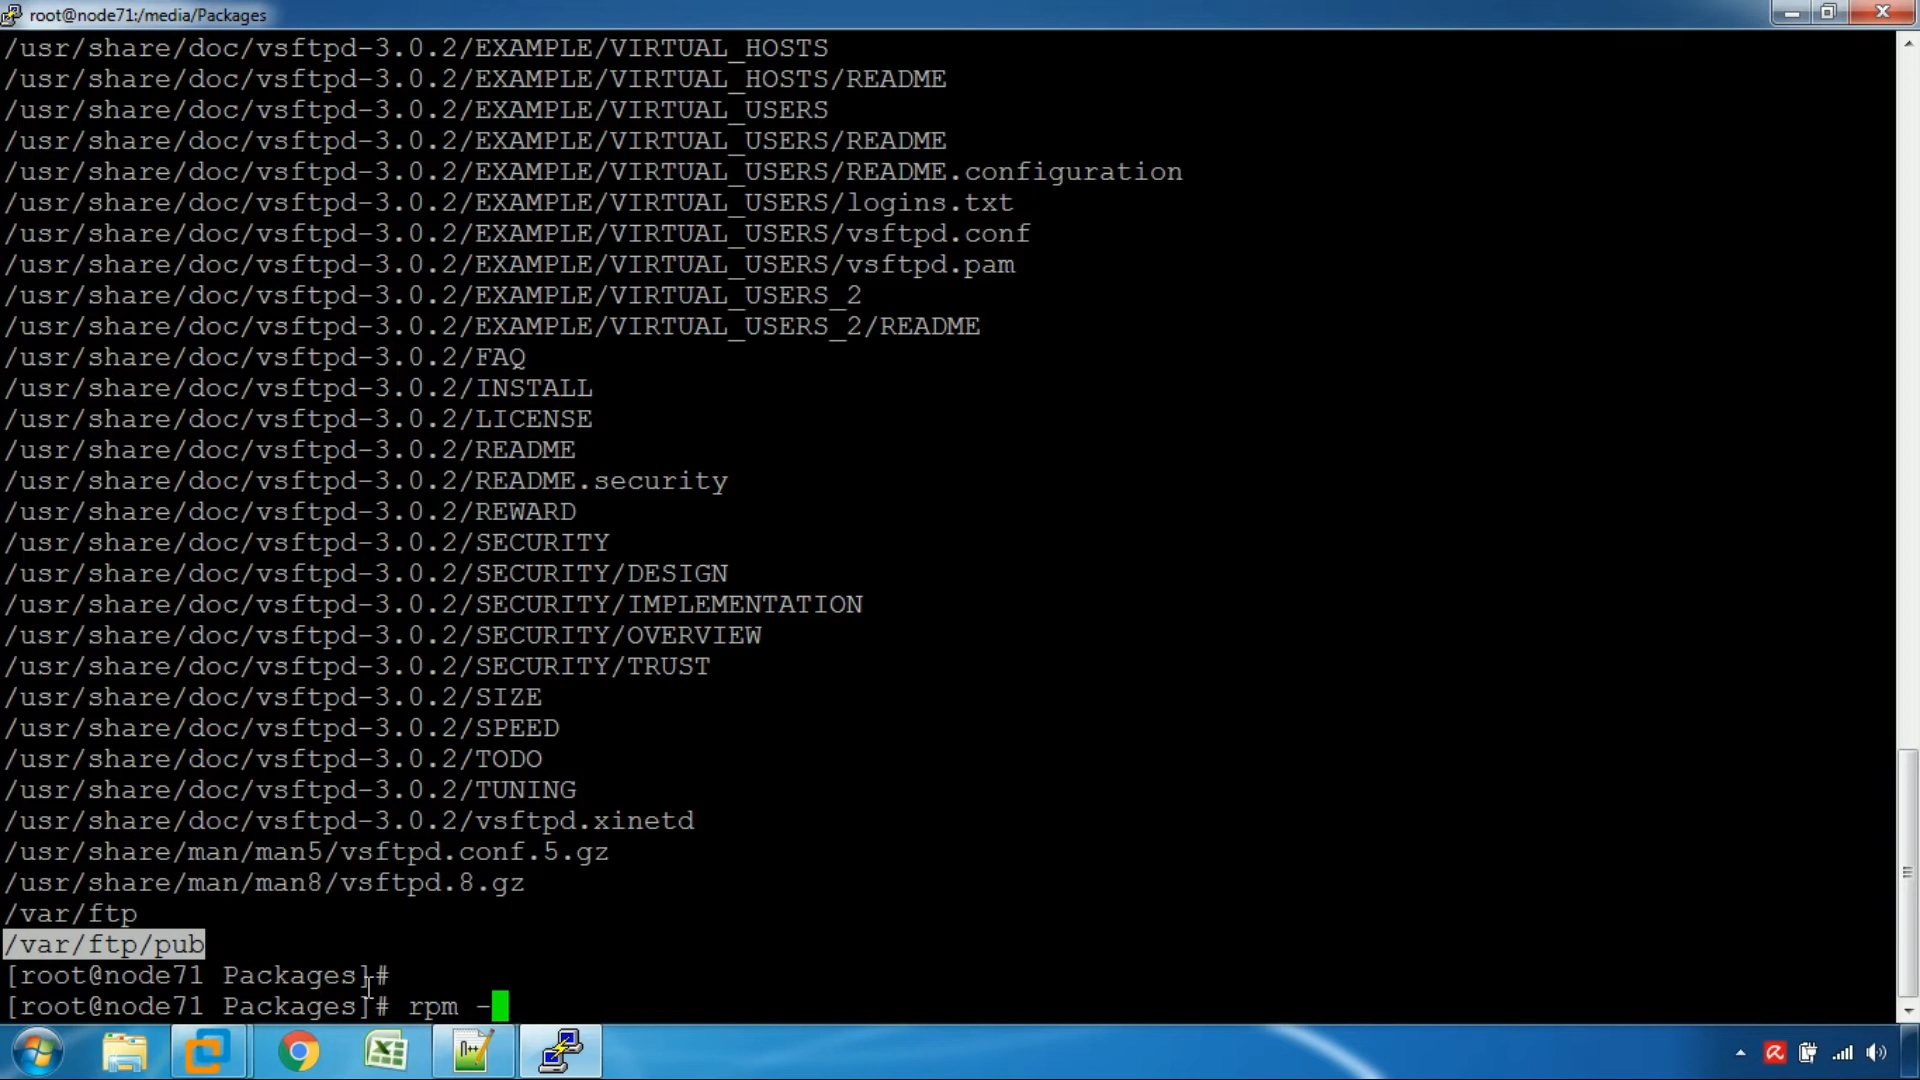 root@node71:/media/Packages
/usr/share/doc/vsftpd-3.0.2/EXAMPLE/VIRTUAL_HOSTS
/usr/share/doc/vsftpd-3.0.2/EXAMPLE/VIRTUAL_HOSTS/README
/usr/share/doc/vsftpd-3.0.2/EXAMPLE/VIRTUAL_USERS
/usr/share/doc/vsftpd-3.0.2/EXAMPLE/VIRTUAL_USERS/README
/usr/share/doc/vsftpd-3.0.2/EXAMPLE/VIRTUAL_USERS/README.configuration
/usr/share/doc/vsftpd-3.0.2/EXAMPLE/VIRTUAL_USERS/logins.txt
/usr/share/doc/vsftpd-3.0.2/EXAMPLE/VIRTUAL_USERS/vsftpd.conf
/usr/share/doc/vsftpd-3.0.2/EXAMPLE/VIRTUAL_USERS/vsftpd.pam
/usr/share/doc/vsftpd-3.0.2/EXAMPLE/VIRTUAL_USERS_2
/usr/share/doc/vsftpd-3.0.2/EXAMPLE/VIRTUAL_USERS_2/README
/usr/share/doc/vsftpd-3.0.2/FAQ
/usr/share/doc/vsftpd-3.0.2/INSTALL
/usr/share/doc/vsftpd-3.0.2/LICENSE
/usr/share/doc/vsftpd-3.0.2/README
/usr/share/doc/vsftpd-3.0.2/README.security
/usr/share/doc/vsftpd-3.0.2/REWARD
/usr/share/doc/vsftpd-3.0.2/SECURITY
/usr/share/doc/vsftpd-3.0.2/SECURITY/DESIGN
/usr/share/doc/vsftpd-3.0.2/SECURITY/IMPLEMENTATION
/usr/share/doc/vsftpd-3.0.2/SECURITY/OVERVIEW
/usr/share/doc/vsftpd-3.0.2/SECURITY/TRUST
/usr/share/doc/vsftpd-3.0.2/SIZE
/usr/share/doc/vsftpd-3.0.2/SPEED
/usr/share/doc/vsftpd-3.0.2/TODO
/usr/share/doc/vsftpd-3.0.2/TUNING
/usr/share/doc/vsftpd-3.0.2/vsftpd.xinetd
/usr/share/man/man5/vsftpd.conf.5.gz
/usr/share/man/man8/vsftpd.8.gz
/var/ftp
/var/ftp/pub
[root@node71 Packages]#
[root@node71 Packages]# rpm -